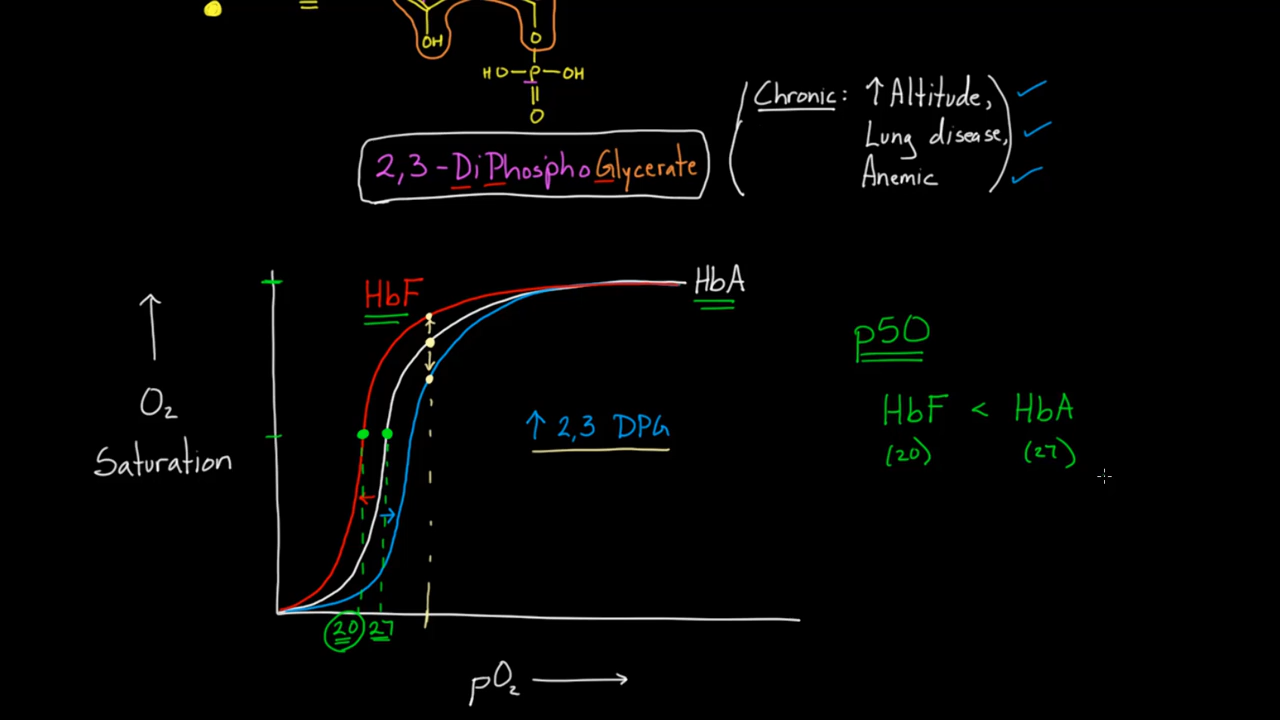 =
OH
O
HO-P-OH
O
2,3-DiPhosphoGlycerate
Chronic: ↑ Altitude,
Lung disease,
Anemic
HbF
HbA
p50
HbF < HbA
(20) (27)
↑ 2,3 DPG
↑
O₂
Saturation
20 27
pO₂ →